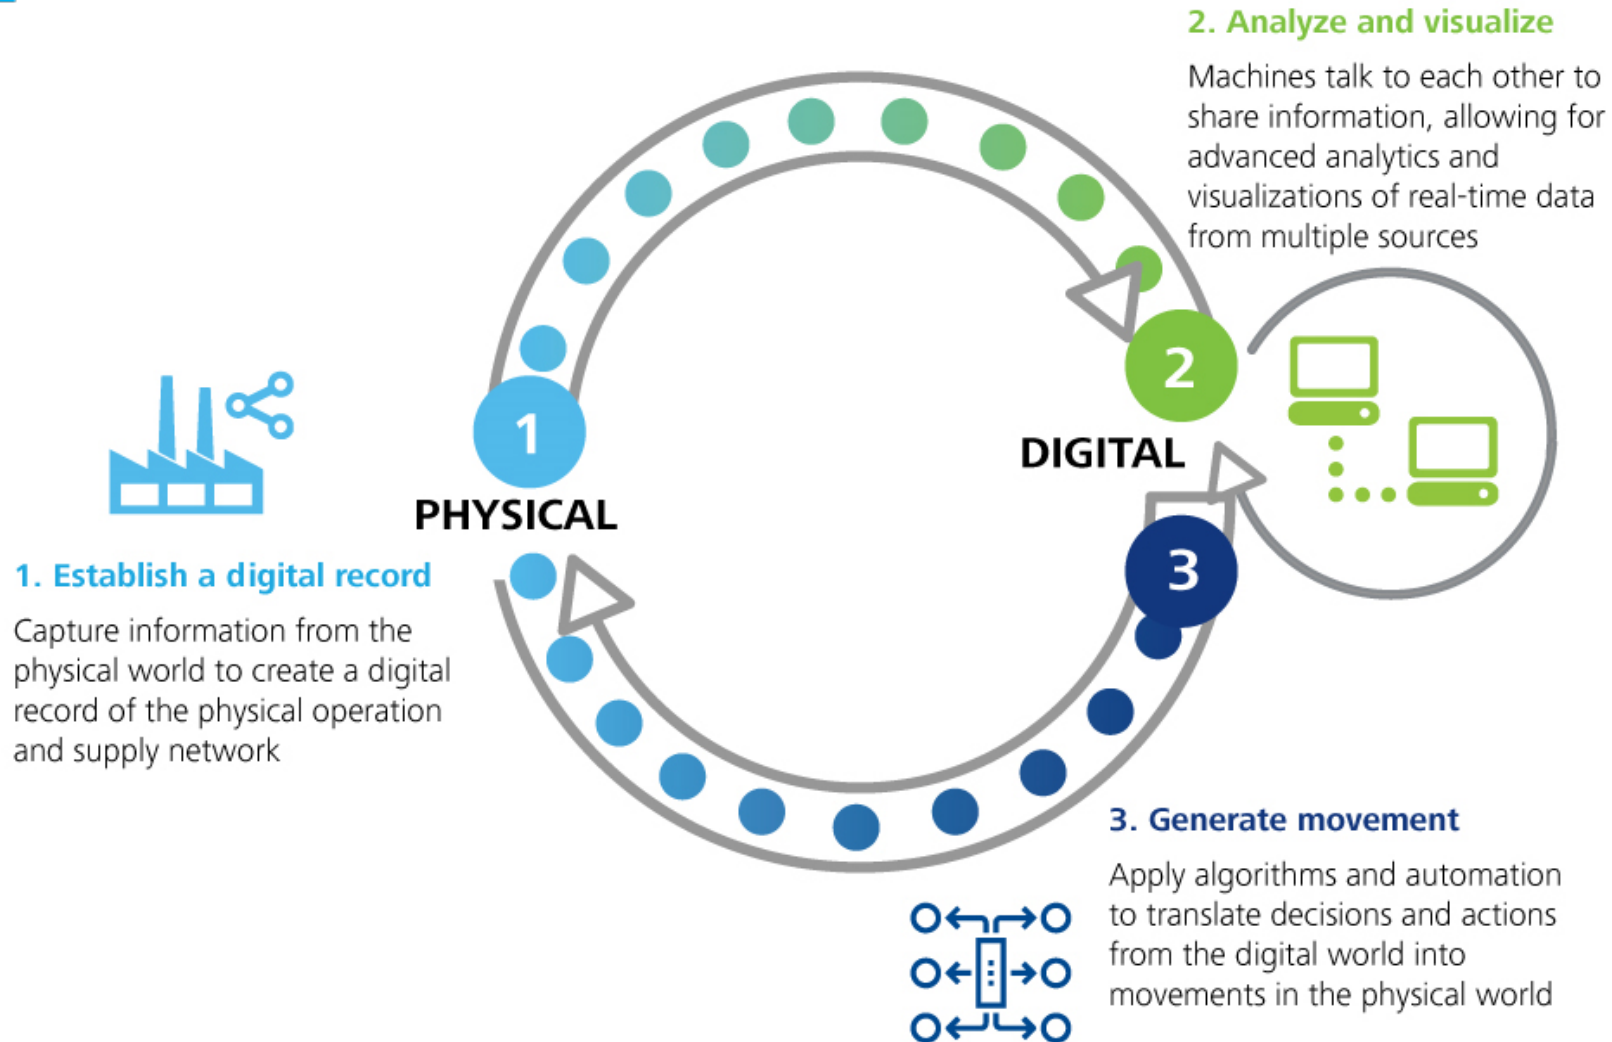 2. Analyze and visualize
Machines talk to each other to
share information, allowing for
advanced analytics and
visualizations of real-time data
from multiple sources
2
1
DIGITAL
PHYSICAL
3
1. Establish a digital record
Capture information from the
physical world to create a digital
record of the physical operation
and supply network
3. Generate movement
Apply algorithms and automation
to translate decisions and actions
from the digital world into
movements in the physical world